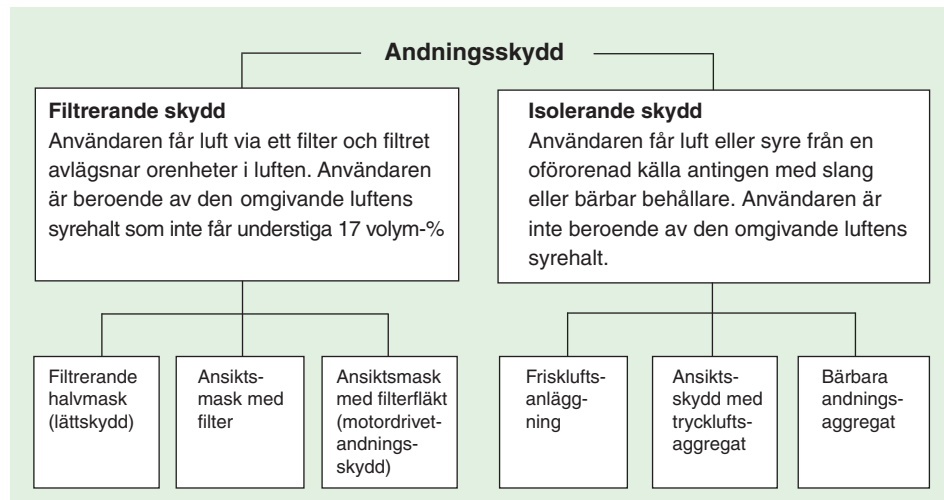 Andningsskydd
Filtrerande skydd
Användaren får luft via ett filter och filtret
avlägsnar orenheter i luften. Användaren
är beroende av den omgivande luftens
syrehalt som inte får understiga 17 volym-%
Isolerande skydd
Användaren får luft eller syre från en
oförorenad källa antingen med slang
eller bärbar behållare. Användaren är
inte beroende av den omgivande luftens
syrehalt.
Filtrerande
halvmask
(lättskydd)
Ansikts-
mask med
filter
Ansiktsmask
med filterfläkt
(motordrivet-
andnings-
skydd)
Frisklufts-
anlägg-
ning
Ansikts-
skydd med
trycklufts-
aggregat
Bärbara
andnings-
aggregat